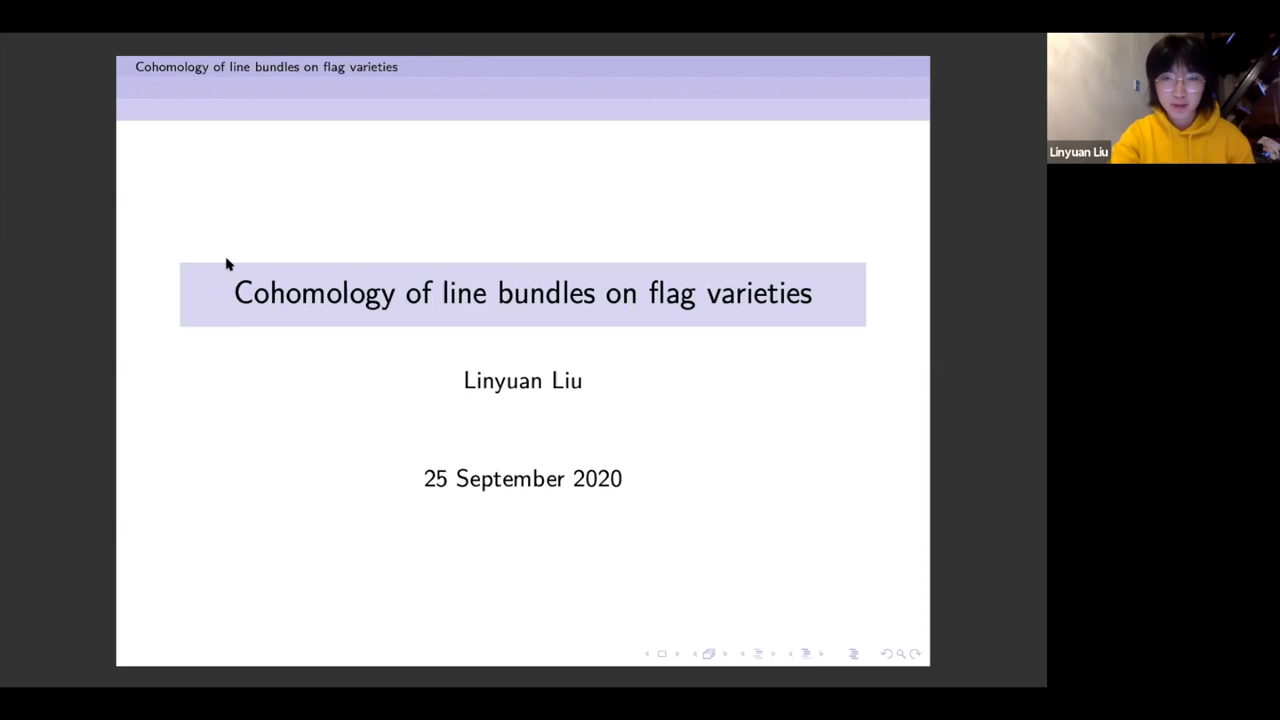 Cohomology of line bundles on flag varieties
Cohomology of line bundles on flag varieties
Linyuan Liu
25 September 2020
Linyuan Liu